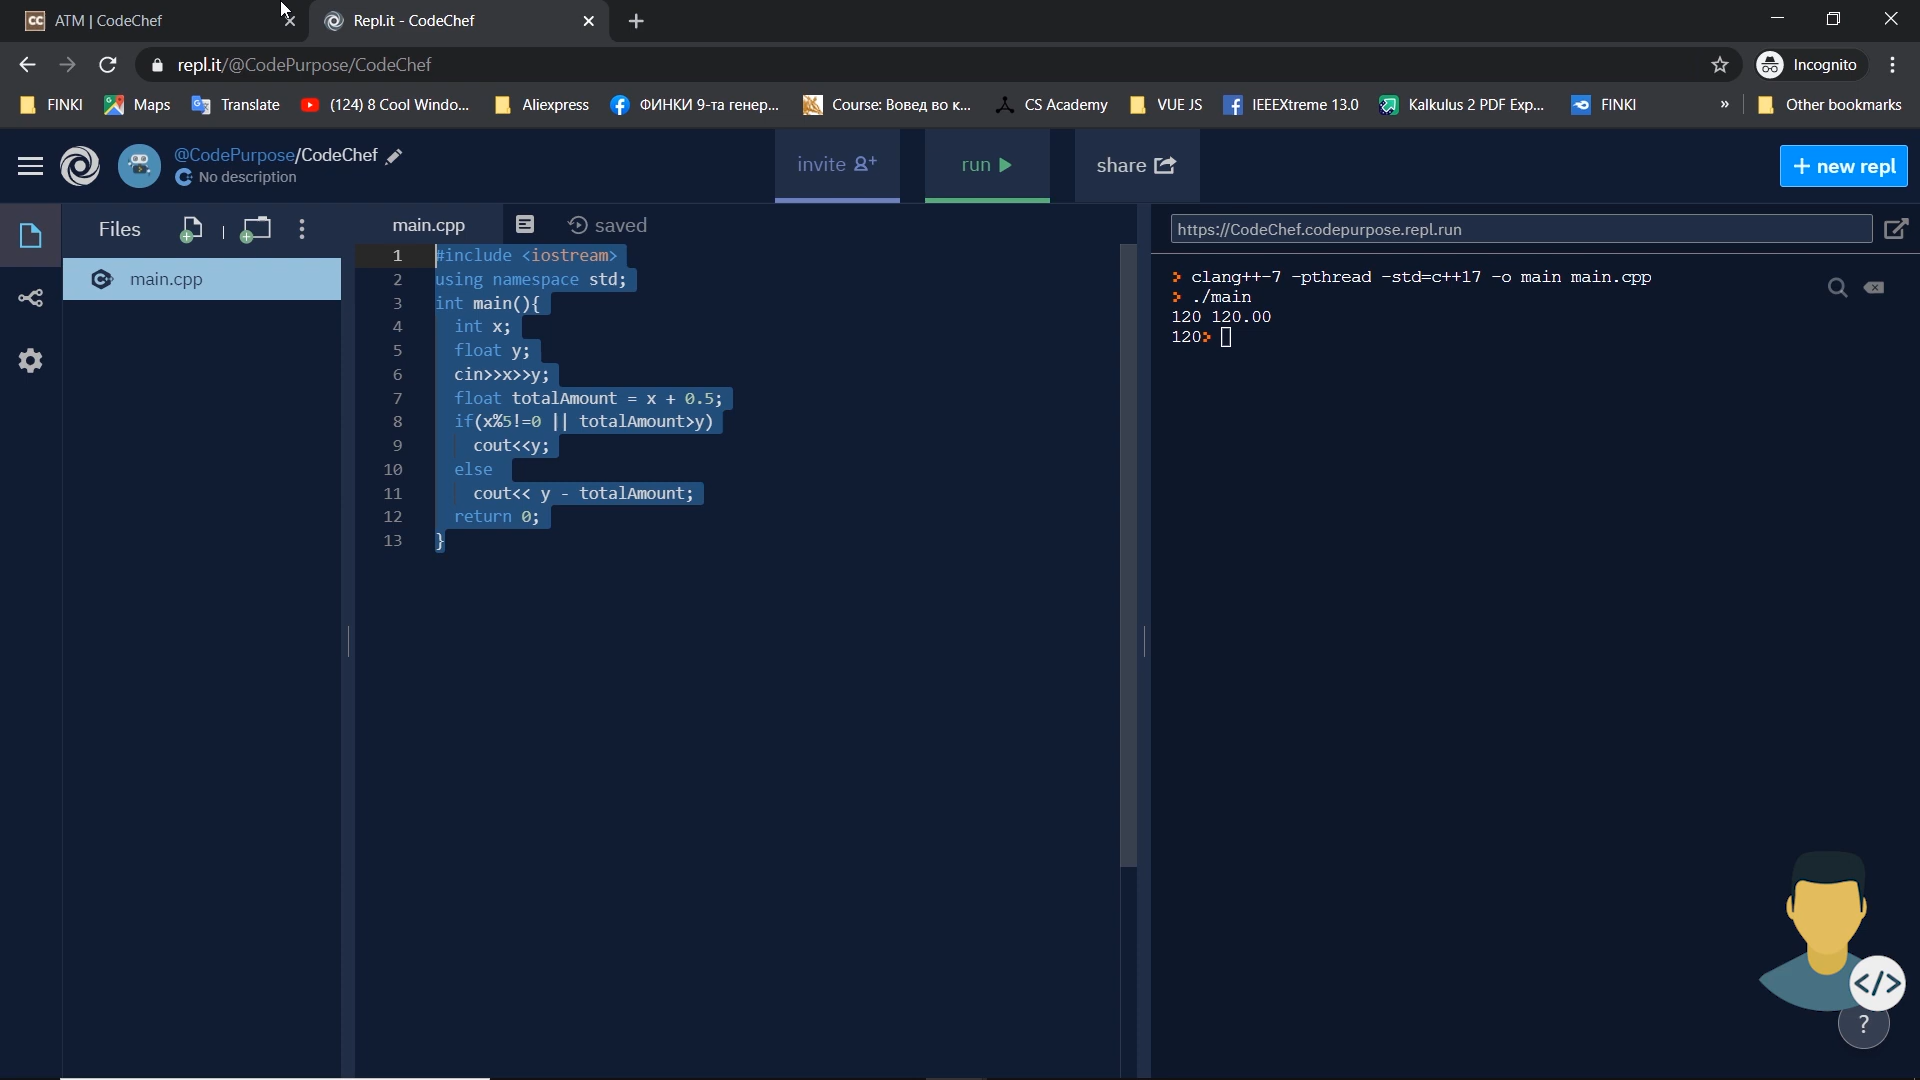 CC ATM | CodeChef
Repl.it - CodeChef
repl.it/@CodePurpose/CodeChef
Incognito
FINKI
Maps
Translate
(124) 8 Cool Windo...
Aliexpress
ФИНКИ 9-та генер...
Course: Вовед во к...
CS Academy
VUE JS
IEEEXtreme 13.0
Kalkulus 2 PDF Exp...
FINKI
»
Other bookmarks
@CodePurpose/CodeChef
No description
invite
run
share
+ new repl
Files
main.cpp
main.cpp
saved
1 #include <iostream>
2 using namespace std;
3 int main(){
4 int x;
5 float y;
6 cin>>x>>y;
7 float totalAmount = x + 0.5;
8 if(x%5!=0 || totalAmount>y)
9 cout<<y;
10 else
11 cout<< y - totalAmount;
12 return 0;
13 }
https://CodeChef.codepurpose.repl.run
> clang++-7 -pthread -std=c++17 -o main main.cpp
> ./main
120 120.00
120>
</>
?